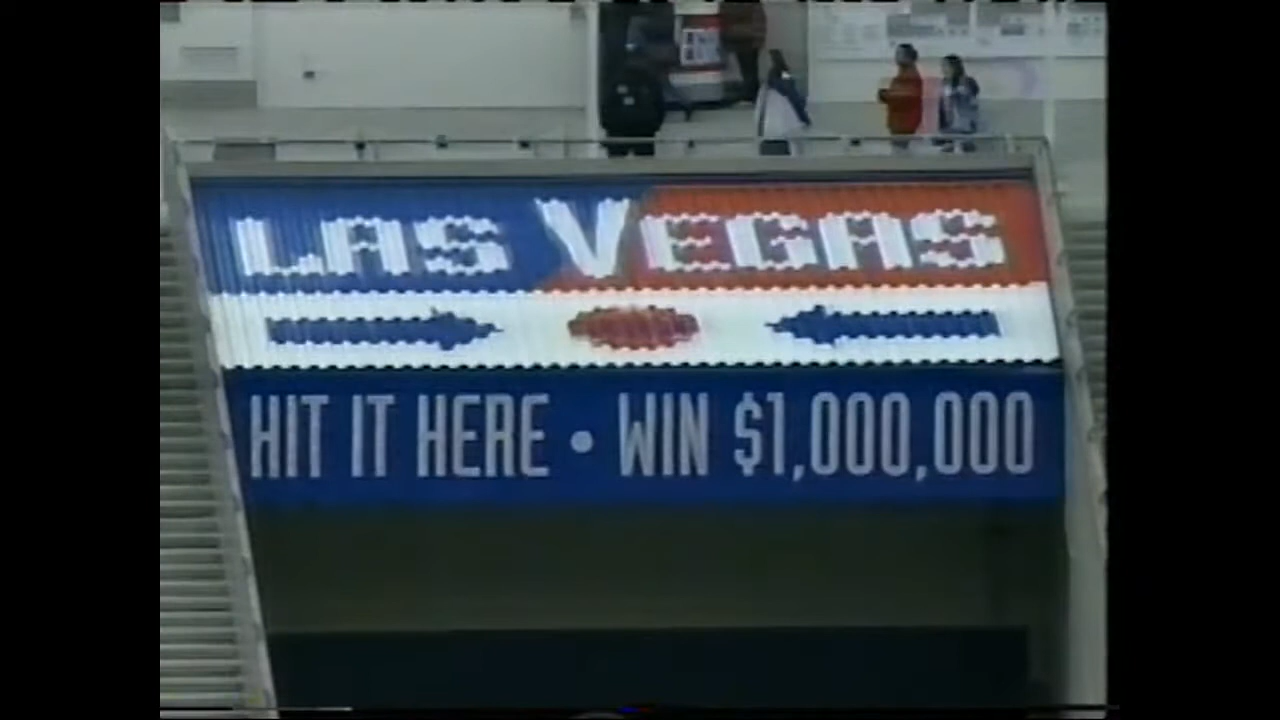 LAS VEGAS
HIT IT HERE • WIN $1,000,000